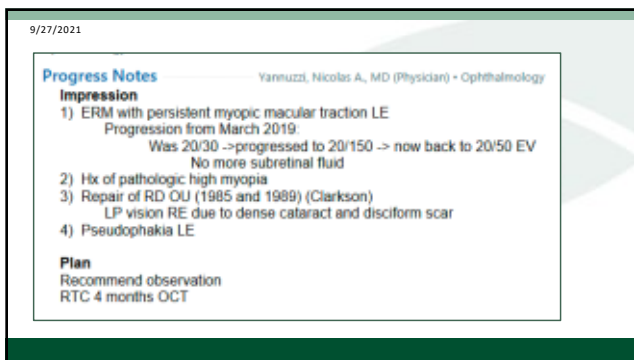 9/27/2021
Progress Notes Yannuzzi, Nicolas A., MD (Physician) • Ophthalmology
Impression
1) ERM with persistent myopic macular traction LE
Progression from March 2019:
Was 20/30 ->progressed to 20/150 -> now back to 20/50 EV
No more subretinal fluid
2) Hx of pathologic high myopia
3) Repair of RD OU (1985 and 1989) (Clarkson)
LP vision RE due to dense cataract and disciform scar
4) Pseudophakia LE
Plan
Recommend observation
RTC 4 months OCT